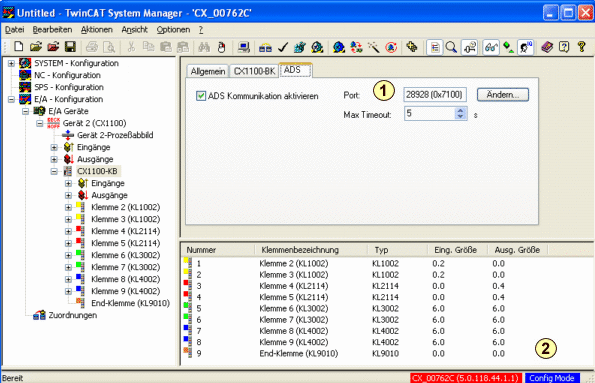 Untitled - TwinCAT System Manager - 'CX_00762C'
Datei Bearbeiten Aktionen Ansicht Optionen ?
SYSTEM - Konfiguration
NC - Konfiguration
SPS - Konfiguration
E/A - Konfiguration
E/A Geräte
BECK
HOFF
Gerät 2 (CX1100)
Gerät 2-Prozeßabbild
Eingänge
Ausgänge
CX1100-KB
Eingänge
Ausgänge
Klemme 2 (KL1002)
Klemme 3 (KL1002)
Klemme 4 (KL2114)
Klemme 5 (KL2114)
Klemme 6 (KL3002)
Klemme 7 (KL3002)
Klemme 8 (KL4002)
Klemme 9 (KL4002)
End-Klemme (KL9010)
Zuordnungen
Allgemein CX1100-BK ADS
ADS Kommunikation aktivieren
1
Port: 28928 (0x7100) Ändern...
Max Timeout: 5 s
Nummer Klemmenbezeichnung Typ Eing. Größe Ausg. Größe
1 Klemme 2 (KL1002) KL1002 0.2 0.0
2 Klemme 3 (KL1002) KL1002 0.2 0.0
3 Klemme 4 (KL2114) KL2114 0.0 0.4
4 Klemme 5 (KL2114) KL2114 0.0 0.4
5 Klemme 6 (KL3002) KL3002 6.0 6.0
6 Klemme 7 (KL3002) KL3002 6.0 6.0
7 Klemme 8 (KL4002) KL4002 6.0 6.0
8 Klemme 9 (KL4002) KL4002 6.0 6.0
9 End-Klemme (KL9010) KL9010 0.0 0.0
2
Bereit CX_00762C (5.0.118.44.1.1) Config Mode